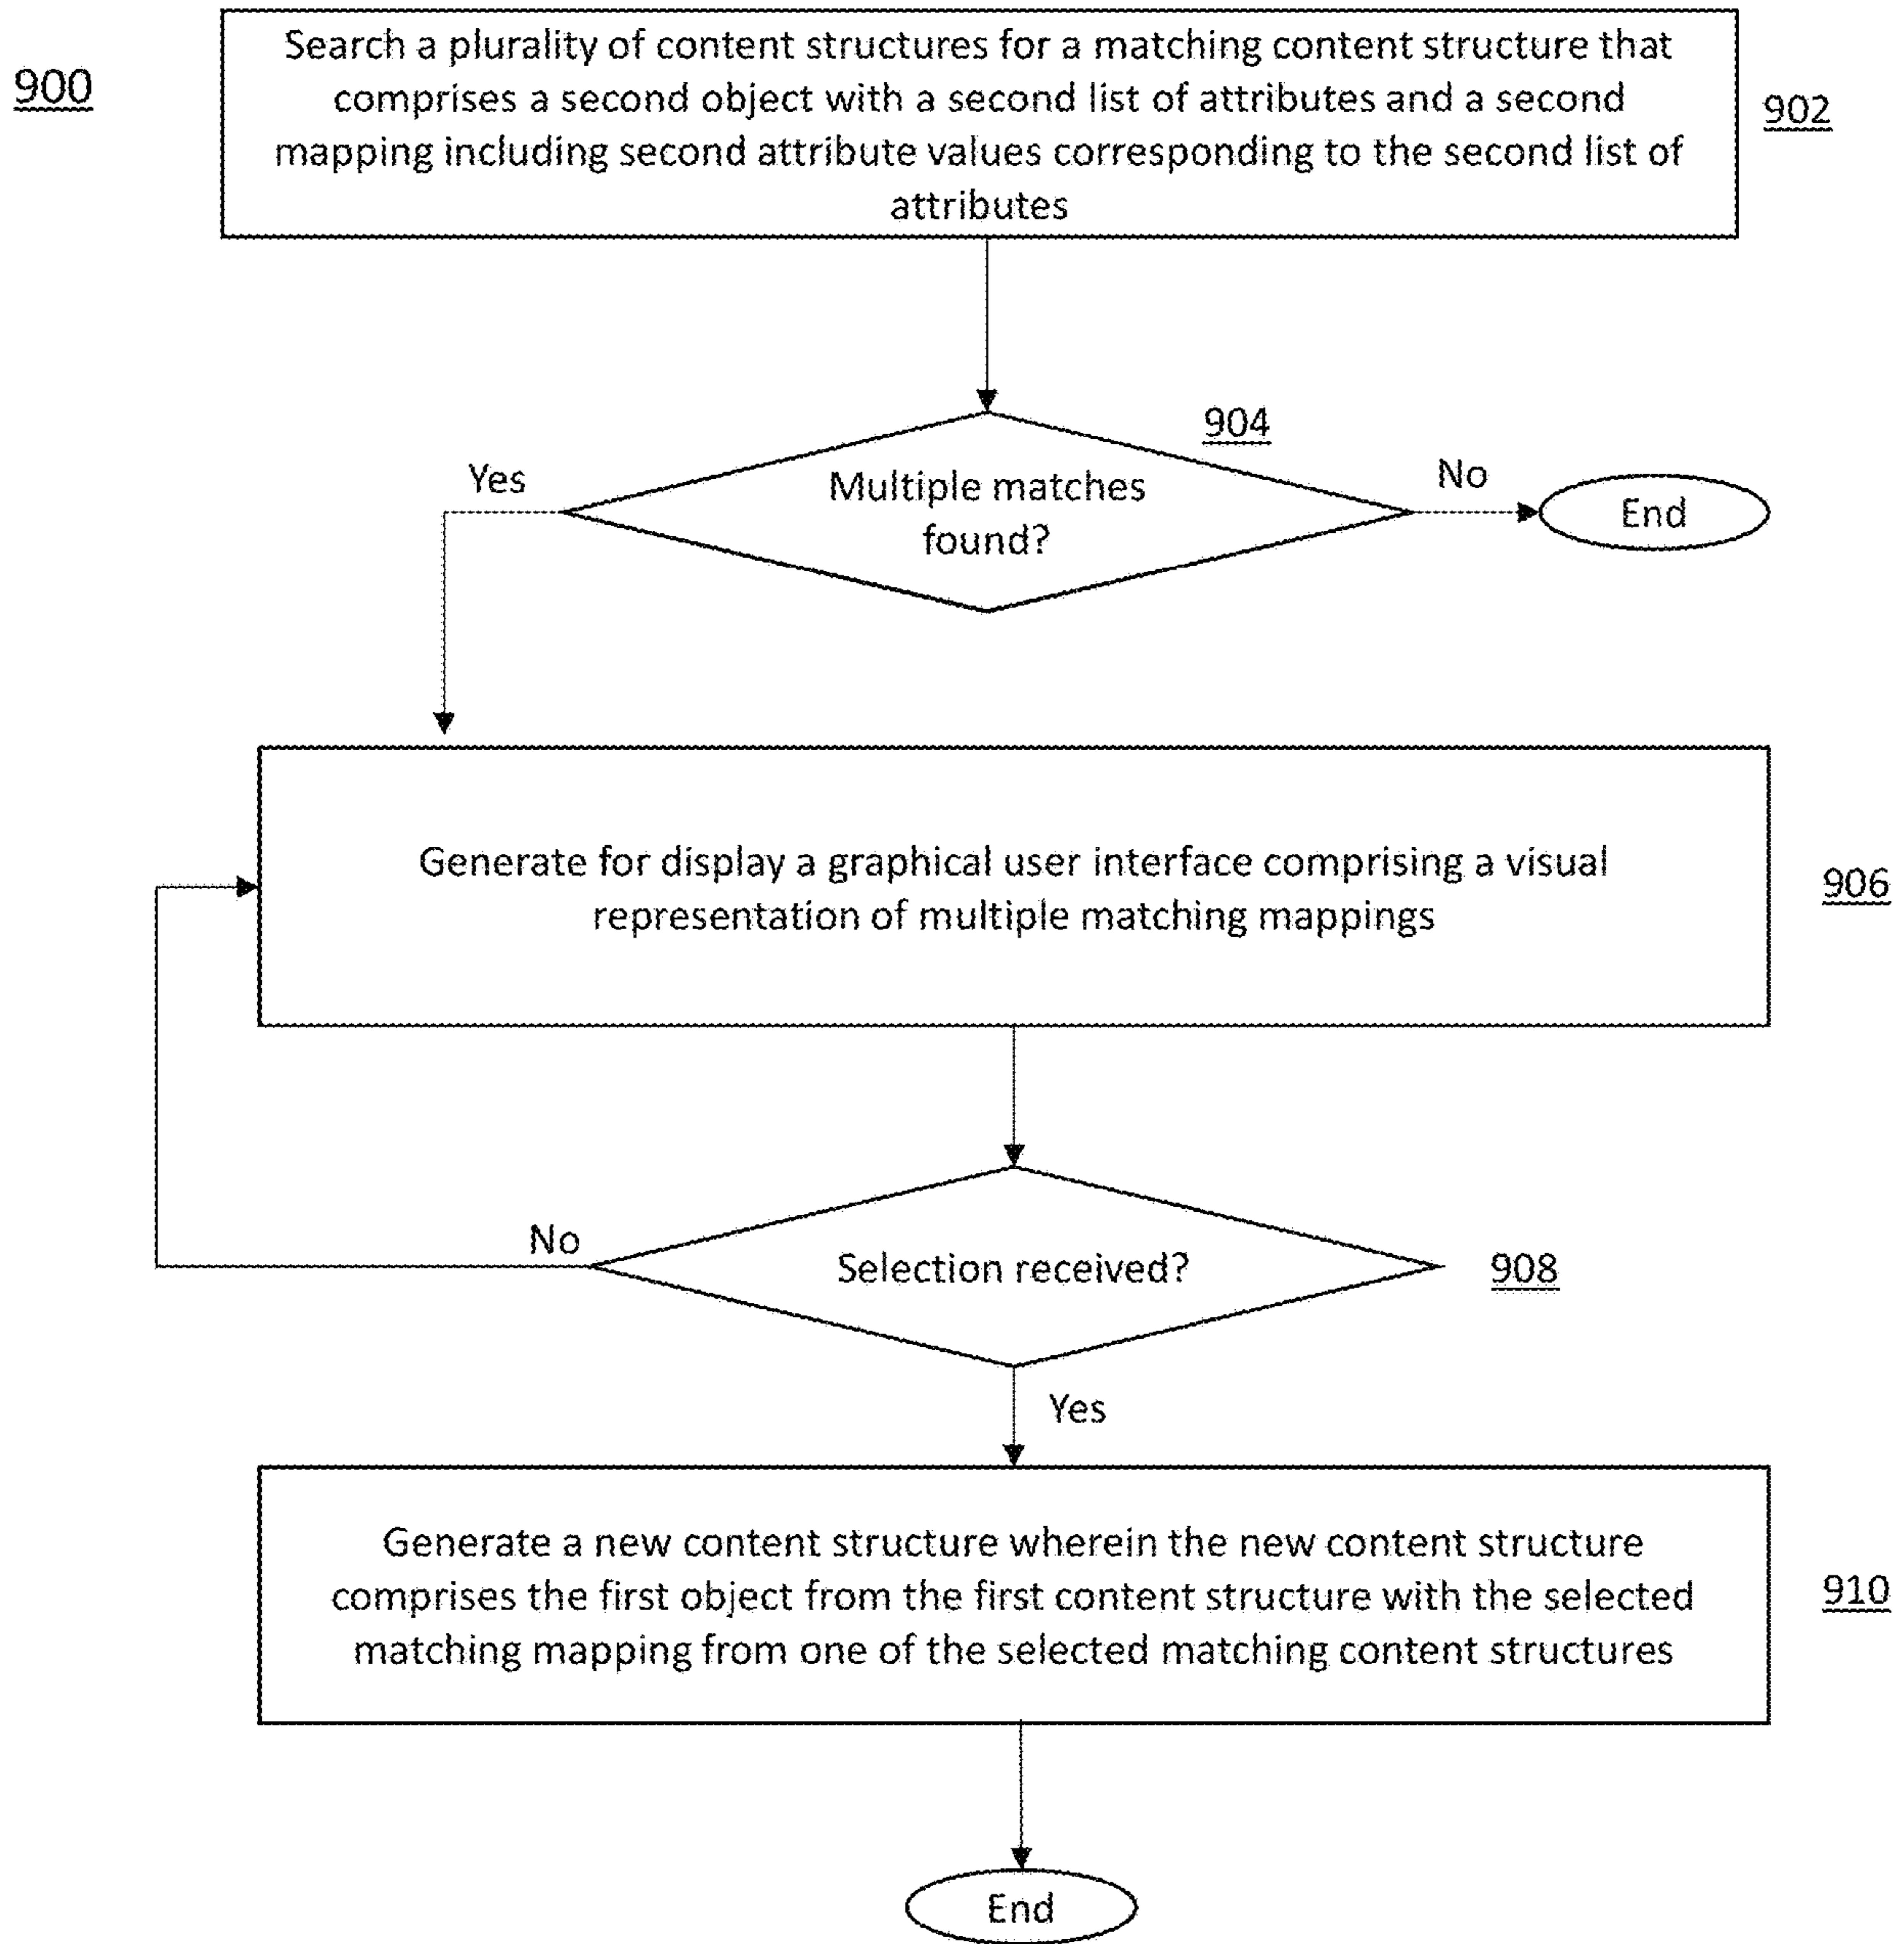 900
Search a plurality of content structures for a matching content structure that
comprises a second object with a second list of attributes and a second
mapping including second attribute values corresponding to the second list of
attributes
902
904
Yes
Multiple matches
found?
No
End
Generate for display a graphical user interface comprising a visual
representation of multiple matching mappings
906
No
Selection received?
908
Yes
Generate a new content structure wherein the new content structure
comprises the first object from the first content structure with the selected
matching mapping from one of the selected matching content structures
910
End